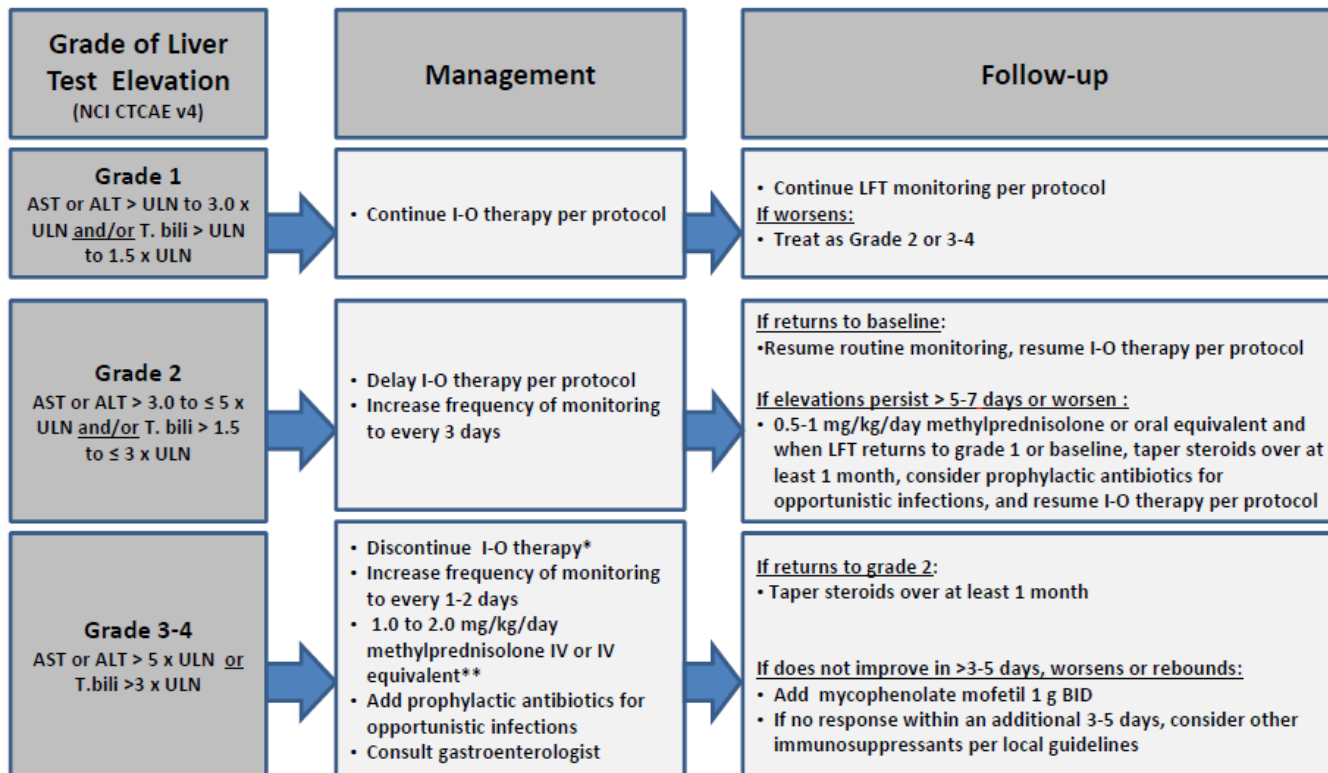 Grade of Liver
Test Elevation
(NCI CTCAE v4)
Management
Follow-up
Grade 1
AST or ALT > ULN to 3.0 x
ULN and/or T. bili > ULN
to 1.5 x ULN
• Continue I-O therapy per protocol
• Continue LFT monitoring per protocol
If worsens:
• Treat as Grade 2 or 3-4
Grade 2
AST or ALT > 3.0 to ≤ 5 x
ULN and/or T. bili > 1.5
to ≤ 3 x ULN
• Delay I-O therapy per protocol
• Increase frequency of monitoring
to every 3 days
If returns to baseline:
•Resume routine monitoring, resume I-O therapy per protocol
If elevations persist > 5-7 days or worsen :
• 0.5-1 mg/kg/day methylprednisolone or oral equivalent and
when LFT returns to grade 1 or baseline, taper steroids over at
least 1 month, consider prophylactic antibiotics for
opportunistic infections, and resume I-O therapy per protocol
Grade 3-4
AST or ALT > 5 x ULN or
T.bili >3 x ULN
• Discontinue I-O therapy*
• Increase frequency of monitoring
to every 1-2 days
• 1.0 to 2.0 mg/kg/day
methylprednisolone IV or IV
equivalent**
• Add prophylactic antibiotics for
opportunistic infections
• Consult gastroenterologist
If returns to grade 2:
• Taper steroids over at least 1 month
If does not improve in >3-5 days, worsens or rebounds:
• Add mycophenolate mofetil 1 g BID
• If no response within an additional 3-5 days, consider other
immunosuppressants per local guidelines